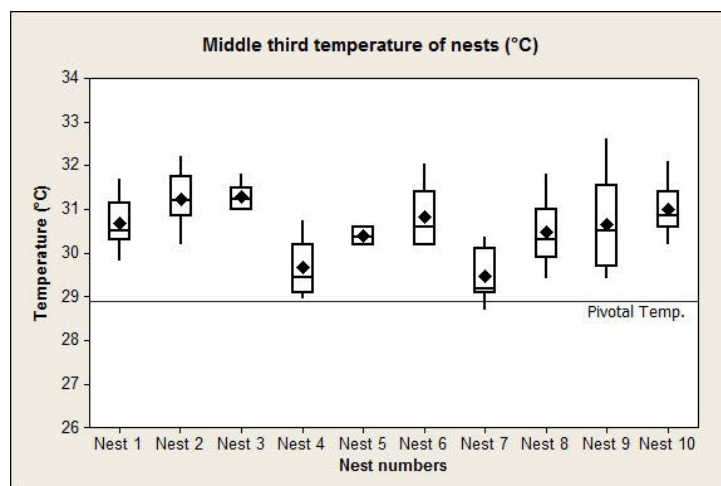 Middle third temperature of nests (°C)
34
33
32
31
30
29
28
27
26
Temperature (°C)
Pivotal Temp.
Nest 1 Nest 2 Nest 3 Nest 4 Nest 5 Nest 6 Nest 7 Nest 8 Nest 9 Nest 10
Nest numbers